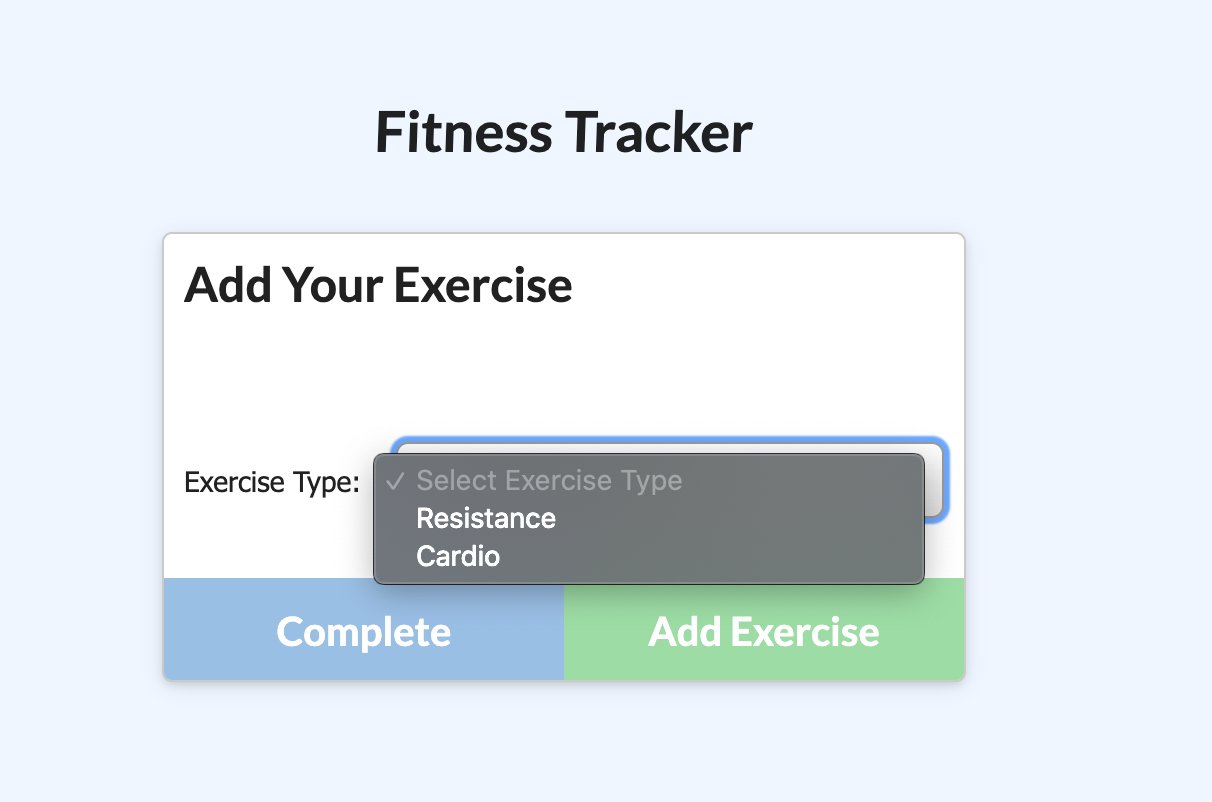 Fitness Tracker
Add Your Exercise
Exercise Type:
✓ Select Exercise Type
Resistance
Cardio
Complete
Add Exercise